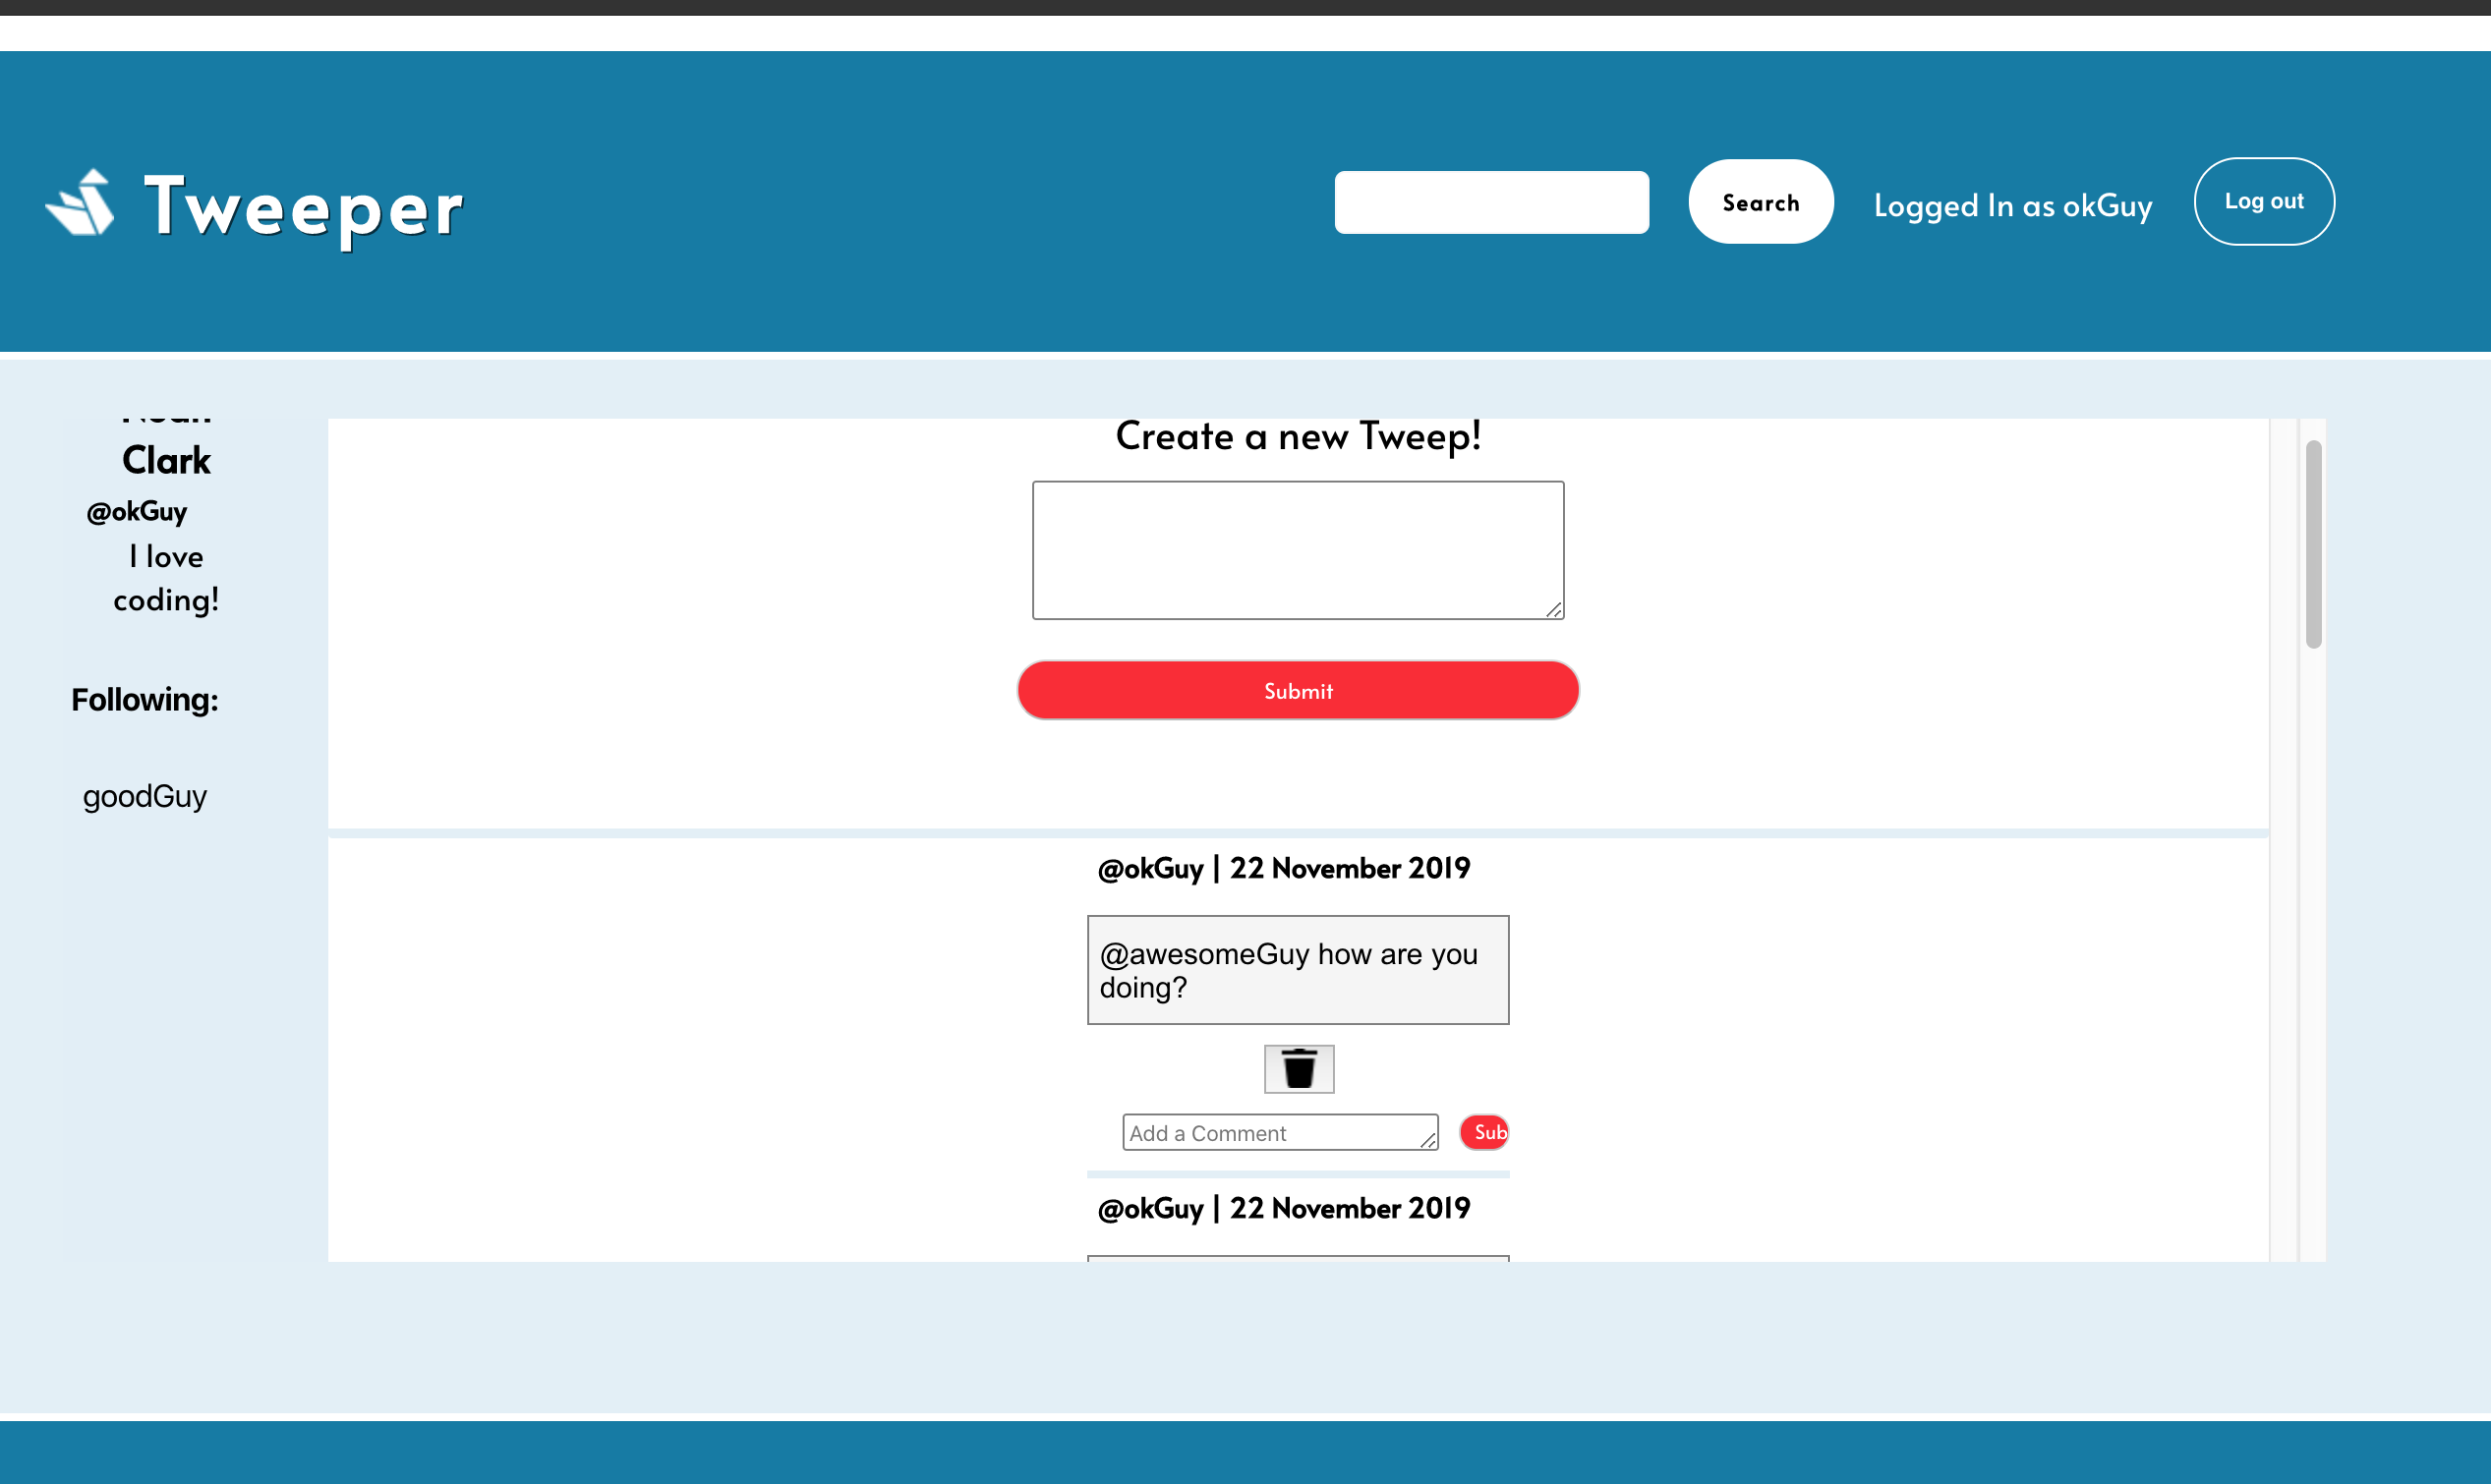 Tweeper
Search
Logged In as okGuy
Log out
Clark
@okGuy
I love
coding!
Following:
goodGuy
Create a new Tweep!
Submit
@okGuy | 22 November 2019
@awesomeGuy how are you
doing?
Add a Comment
Sub
@okGuy | 22 November 2019